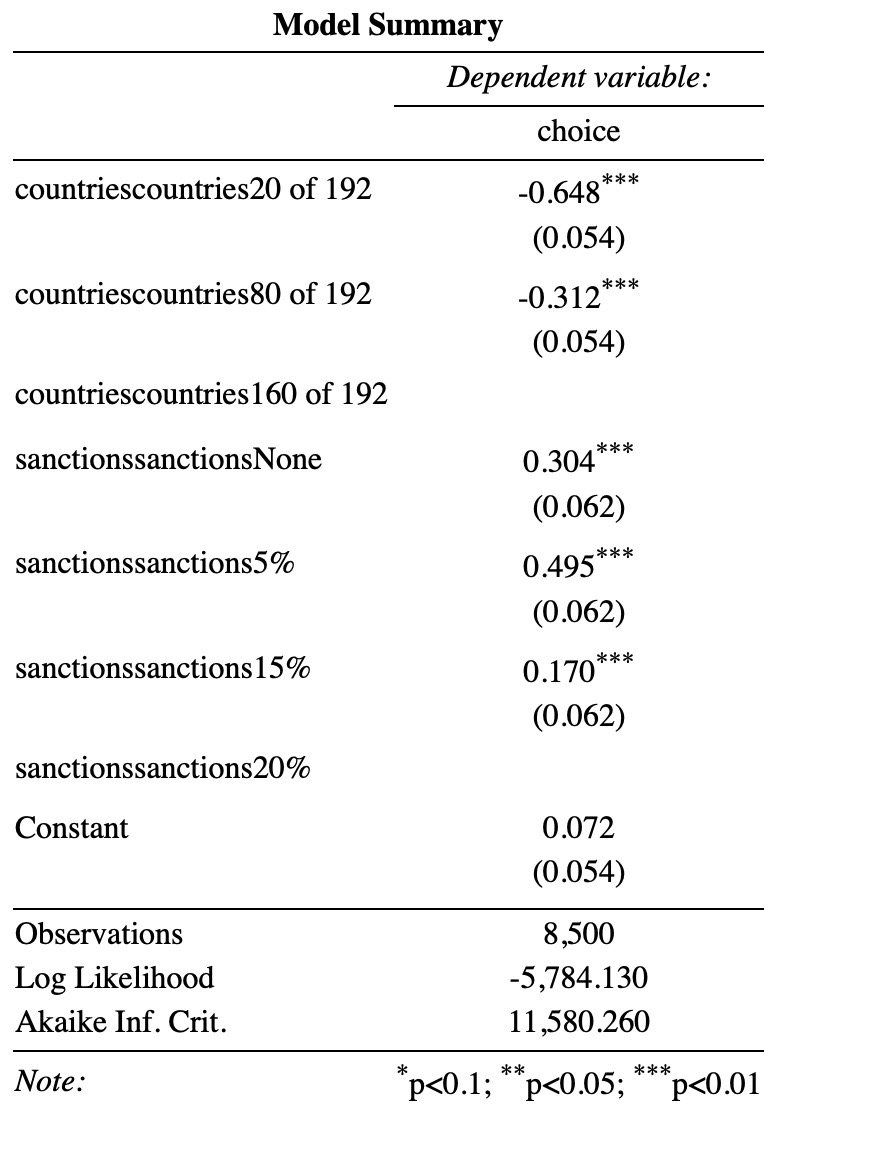 Model Summary
Dependent variable:
choice
countriescountries20 of 192 -0.648***
(0.054)
countriescountries80 of 192 -0.312***
(0.054)
countriescountries160 of 192
sanctionssanctionsNone 0.304***
(0.062)
sanctionssanctions5% 0.495***
(0.062)
sanctionssanctions15% 0.170***
(0.062)
sanctionssanctions20%
Constant 0.072
(0.054)
Observations 8,500
Log Likelihood -5,784.130
Akaike Inf. Crit. 11,580.260
Note: *p<0.1; **p<0.05; ***p<0.01